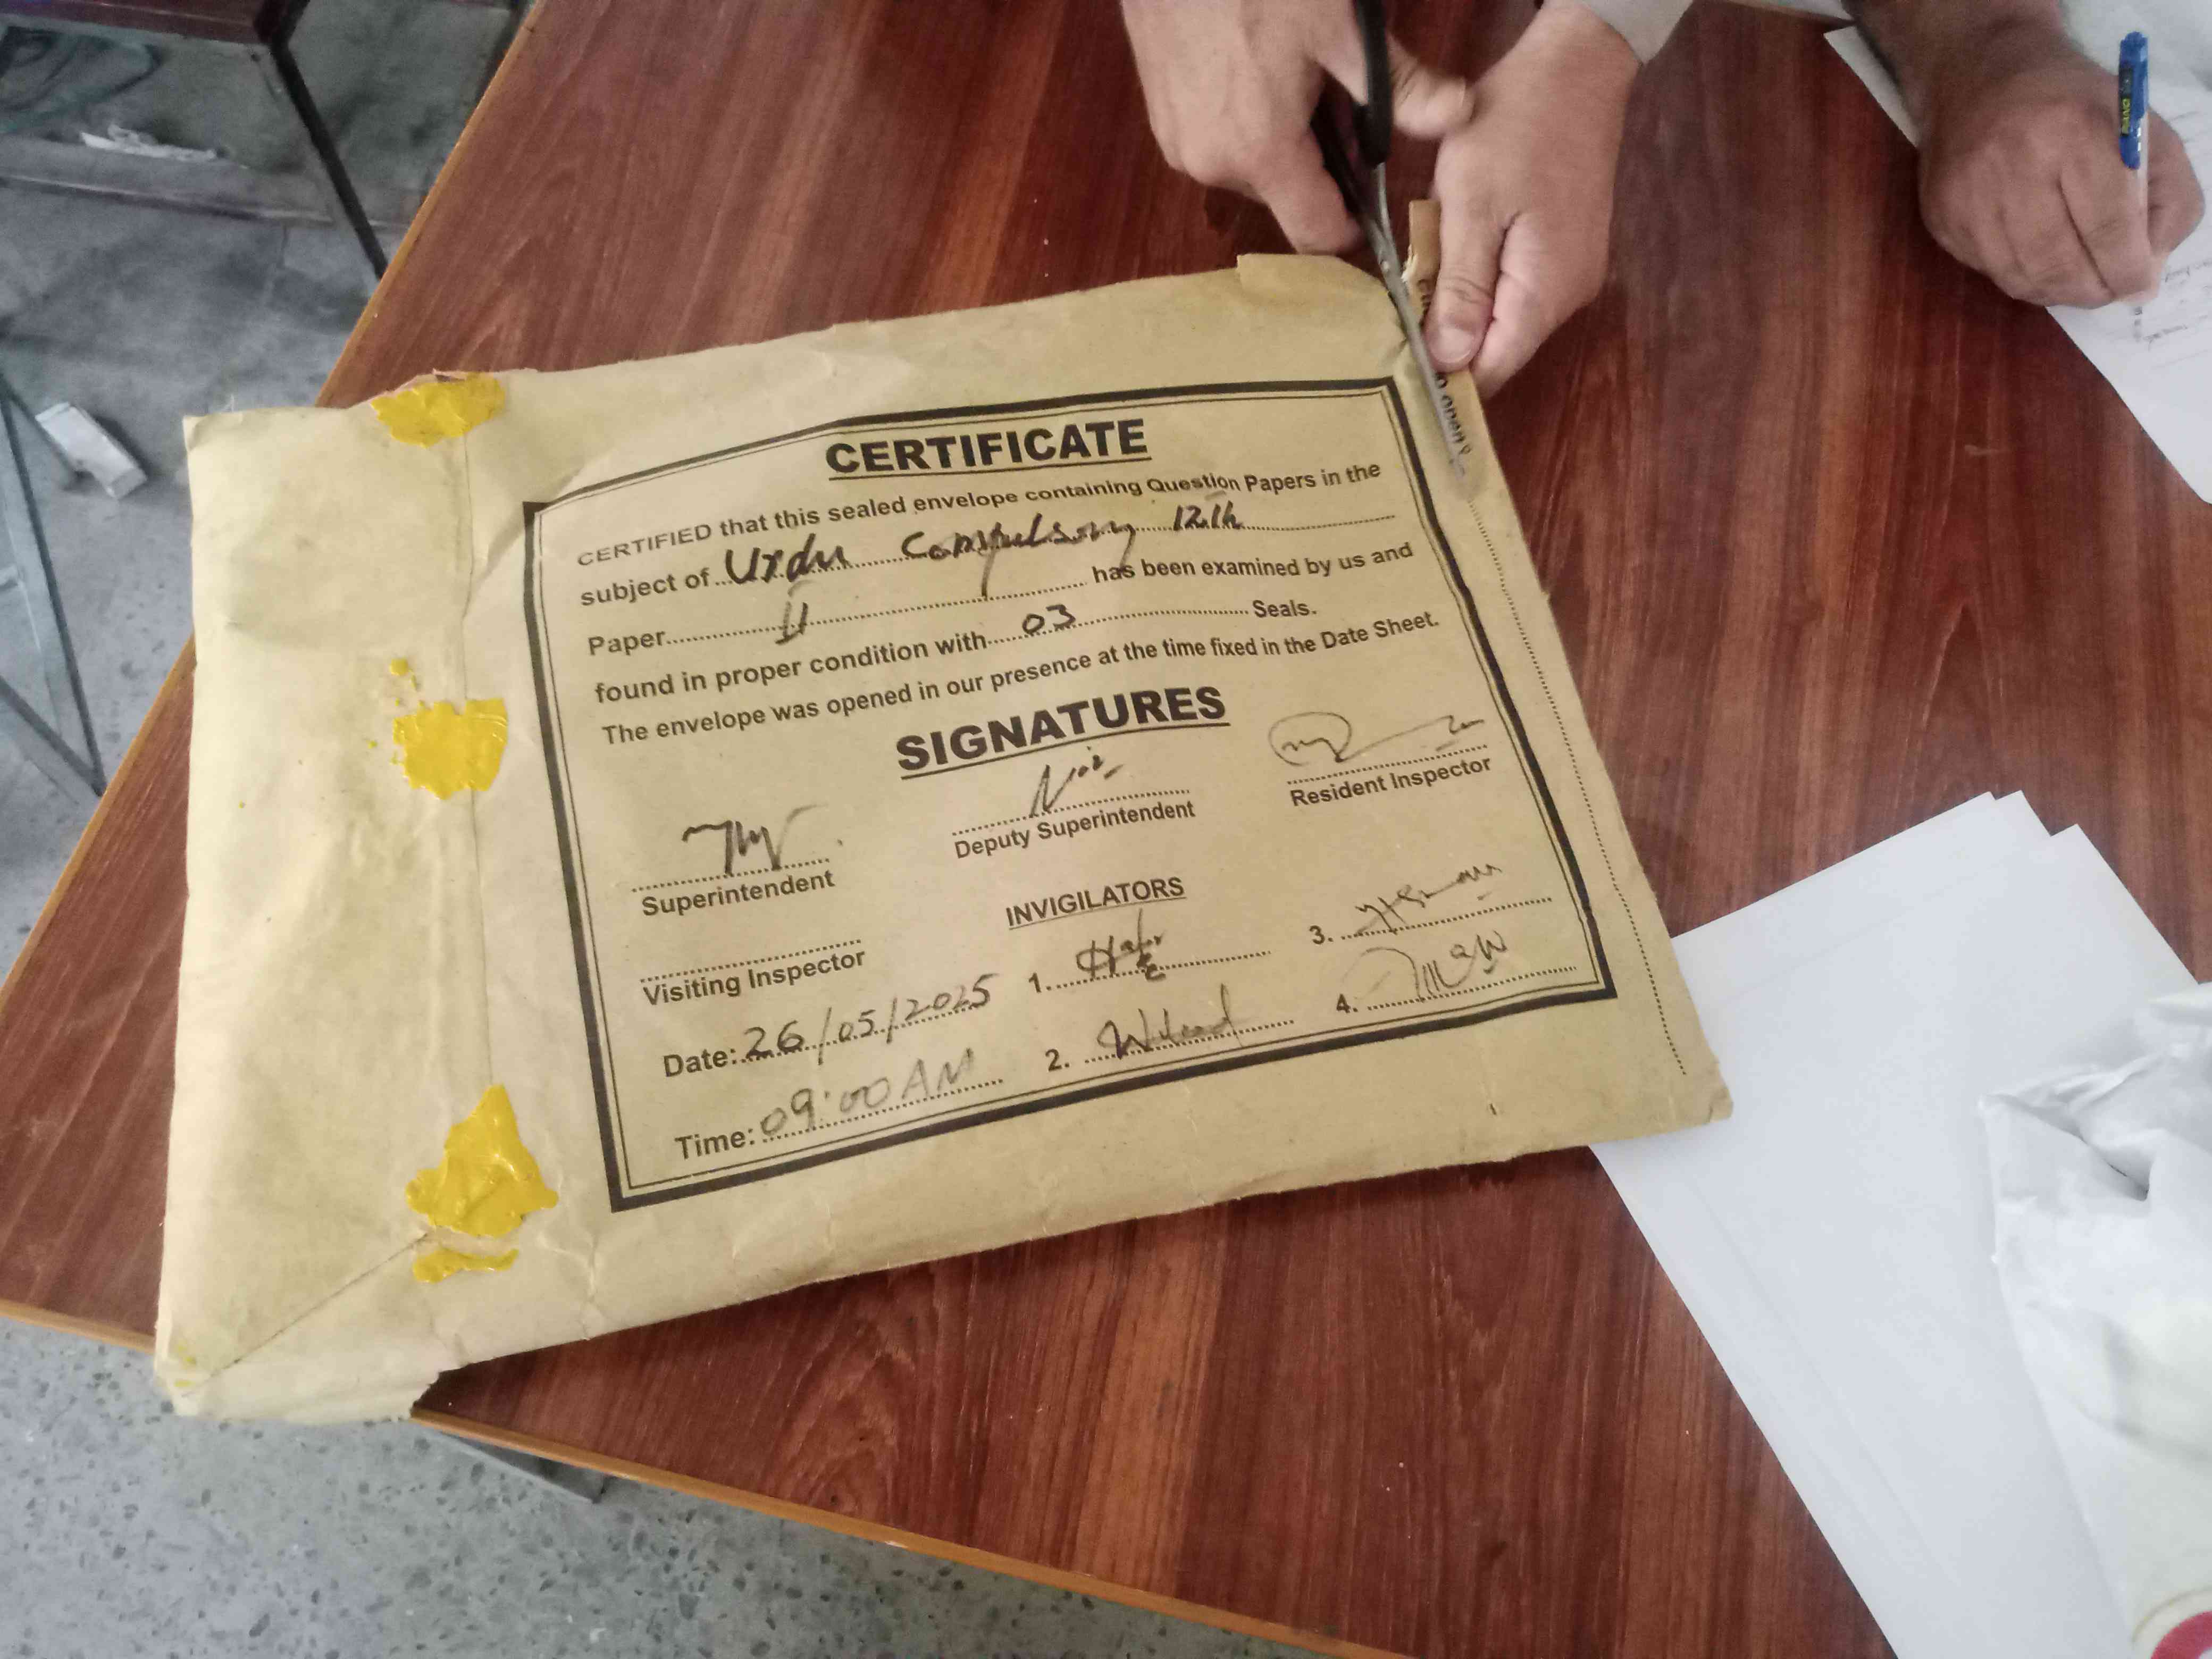 CERTIFICATE
CERTIFIED that this sealed envelope containing Question Papers in the
subject of Urdu Compulsory 12th
Paper II has been examined by us and
found in proper condition with 03 Seals.
The envelope was opened in our presence at the time fixed in the Date Sheet.
SIGNATURES
Superintendent
Deputy Superintendent
Resident Inspector
INVIGILATORS
Visiting Inspector
1.
3.
Date: 26/05/2025
2.
4.
Time: 09:00 AM
open
PIANO